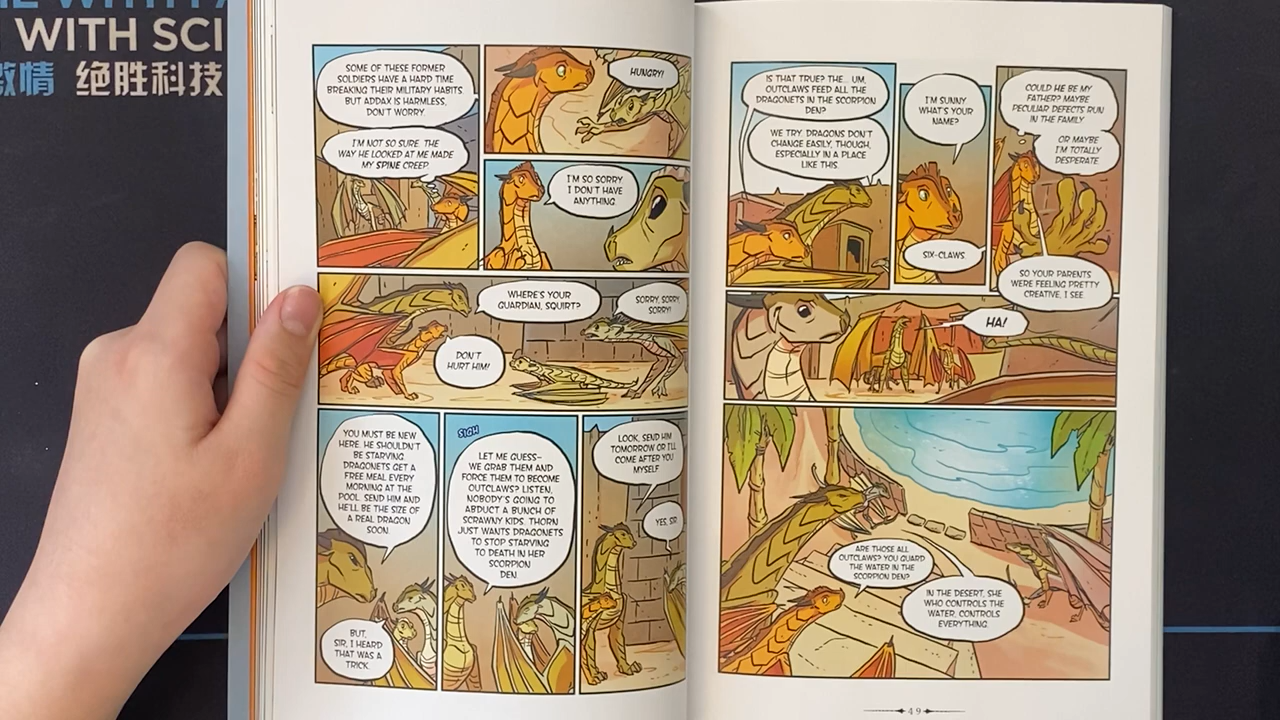 WITH SCI
激情 绝胜科技
SOME OF THESE FORMER
SOLDIERS HAVE A HARD TIME
BREAKING THEIR MILITARY HABITS
BUT ADDAX IS HARMLESS,
DON'T WORRY.
I'M NOT SO SURE. THE
WAY HE LOOKED AT ME MADE
MY SPINE CREEP.
HUNGRY!
I'M SO SORRY
I DON'T HAVE
ANYTHING.
WHERE'S YOUR
GUARDIAN, SQUIRT?
SORRY, SORRY,
SORRY!
DON'T
HURT HIM!
YOU MUST BE NEW
HERE. HE SHOULDN'T
BE STARVING.
DRAGONETS GET A
FREE MEAL EVERY
MORNING AT THE
POOL. SEND HIM AND
HE'LL BE THE SIZE OF
A REAL DRAGON
SOON.
BUT,
SIR, I HEARD
THAT WAS A
TRICK.
SIGH
LET ME GUESS–
WE GRAB THEM AND
FORCE THEM TO BECOME
OUTCLAWS? LISTEN,
NOBODY'S GOING TO
ABDUCT A BUNCH OF
SCRAWNY KIDS. THORN
JUST WANTS DRAGONETS
TO STOP STARVING
TO DEATH IN HER
SCORPION
DEN.
LOOK, SEND HIM
TOMORROW OR I'LL
COME AFTER YOU
MYSELF
YES, SIR.
IS THAT TRUE? THE... UM,
OUTCLAWS FEED ALL THE
DRAGONETS IN THE SCORPION
DEN?
WE TRY. DRAGONS DON'T
CHANGE EASILY, THOUGH,
ESPECIALLY IN A PLACE
LIKE THIS.
I'M SUNNY.
WHAT'S YOUR
NAME?
SIX-CLAWS
COULD HE BE MY
FATHER? MAYBE
PECULIAR DEFECTS RUN
IN THE FAMILY
OR MAYBE
I'M TOTALLY
DESPERATE
SO YOUR PARENTS
WERE FEELING PRETTY
CREATIVE, I SEE.
HA!
ARE THOSE ALL
OUTCLAWS? YOU GUARD
THE WATER IN THE
SCORPION DEN?
IN THE DESERT, SHE
WHO CONTROLS THE
WATER, CONTROLS
EVERYTHING.
49